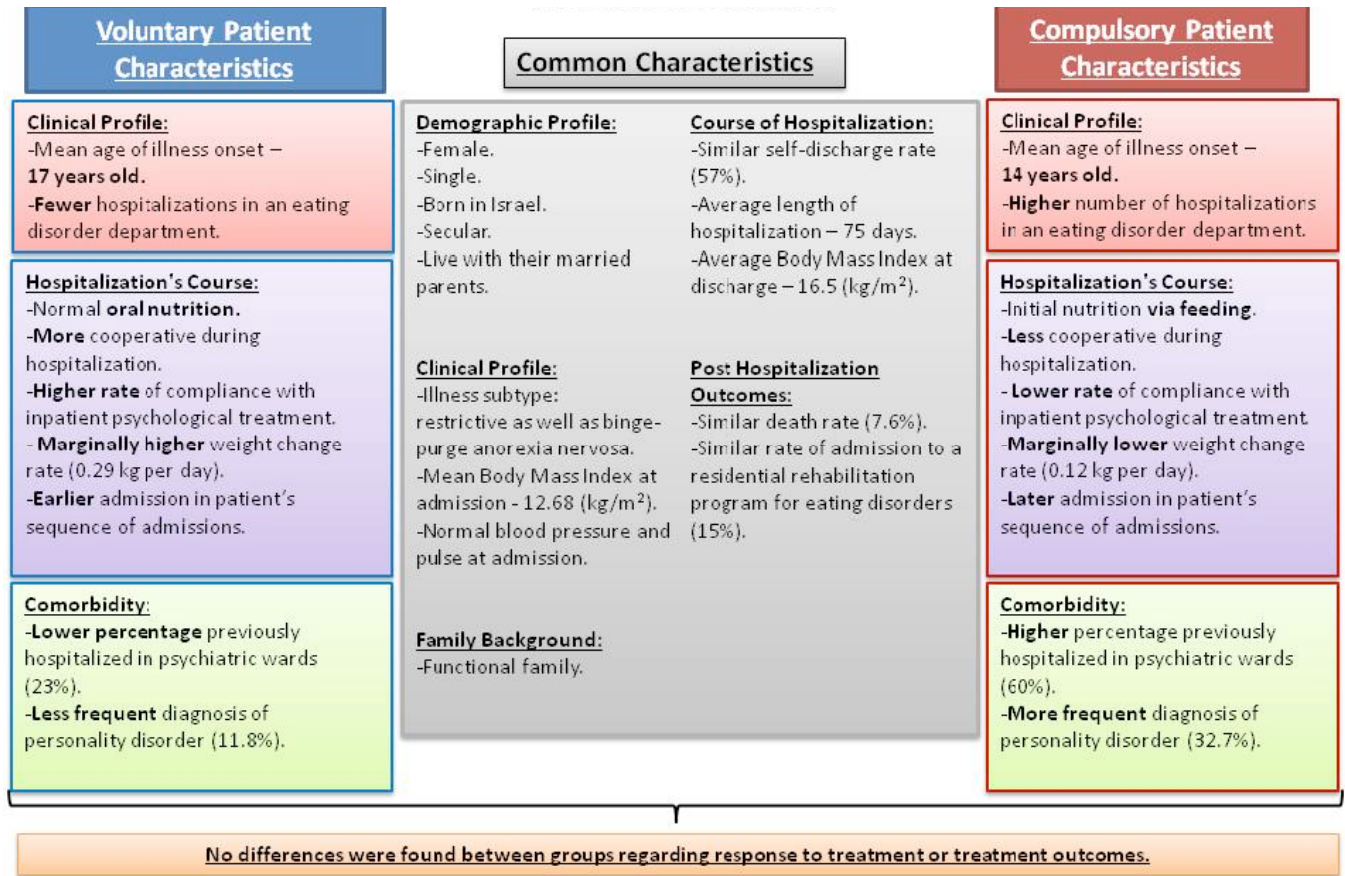 Voluntary Patient
Characteristics
Clinical Profile:
-Mean age of illness onset –
17 years old.
-Fewer hospitalizations in an eating
disorder department.
Hospitalization's Course:
-Normal oral nutrition.
-More cooperative during
hospitalization.
-Higher rate of compliance with
inpatient psychological treatment.
- Marginally higher weight change
rate (0.29 kg per day).
-Earlier admission in patient's
sequence of admissions.
Comorbidity:
-Lower percentage previously
hospitalized in psychiatric wards
(23%).
-Less frequent diagnosis of
personality disorder (11.8%).
Common Characteristics
Demographic Profile:
-Female.
-Single.
-Born in Israel.
-Secular.
-Live with their married
parents.
Clinical Profile:
-Illness subtype:
restrictive as well as binge-
purge anorexia nervosa.
-Mean Body Mass Index at
admission - 12.68 (kg/m²).
-Normal blood pressure and
pulse at admission.
Family Background:
-Functional family.
Course of Hospitalization:
-Similar self-discharge rate
(57%).
-Average length of
hospitalization – 75 days.
-Average Body Mass Index at
discharge – 16.5 (kg/m²).
Post Hospitalization
Outcomes:
-Similar death rate (7.6%).
-Similar rate of admission to a
residential rehabilitation
program for eating disorders
(15%).
Compulsory Patient
Characteristics
Clinical Profile:
-Mean age of illness onset –
14 years old.
-Higher number of hospitalizations
in an eating disorder department.
Hospitalization's Course:
-Initial nutrition via feeding.
-Less cooperative during
hospitalization.
- Lower rate of compliance with
inpatient psychological treatment.
-Marginally lower weight change
rate (0.12 kg per day).
-Later admission in patient's
sequence of admissions.
Comorbidity:
-Higher percentage previously
hospitalized in psychiatric wards
(60%).
-More frequent diagnosis of
personality disorder (32.7%).
No differences were found between groups regarding response to treatment or treatment outcomes.